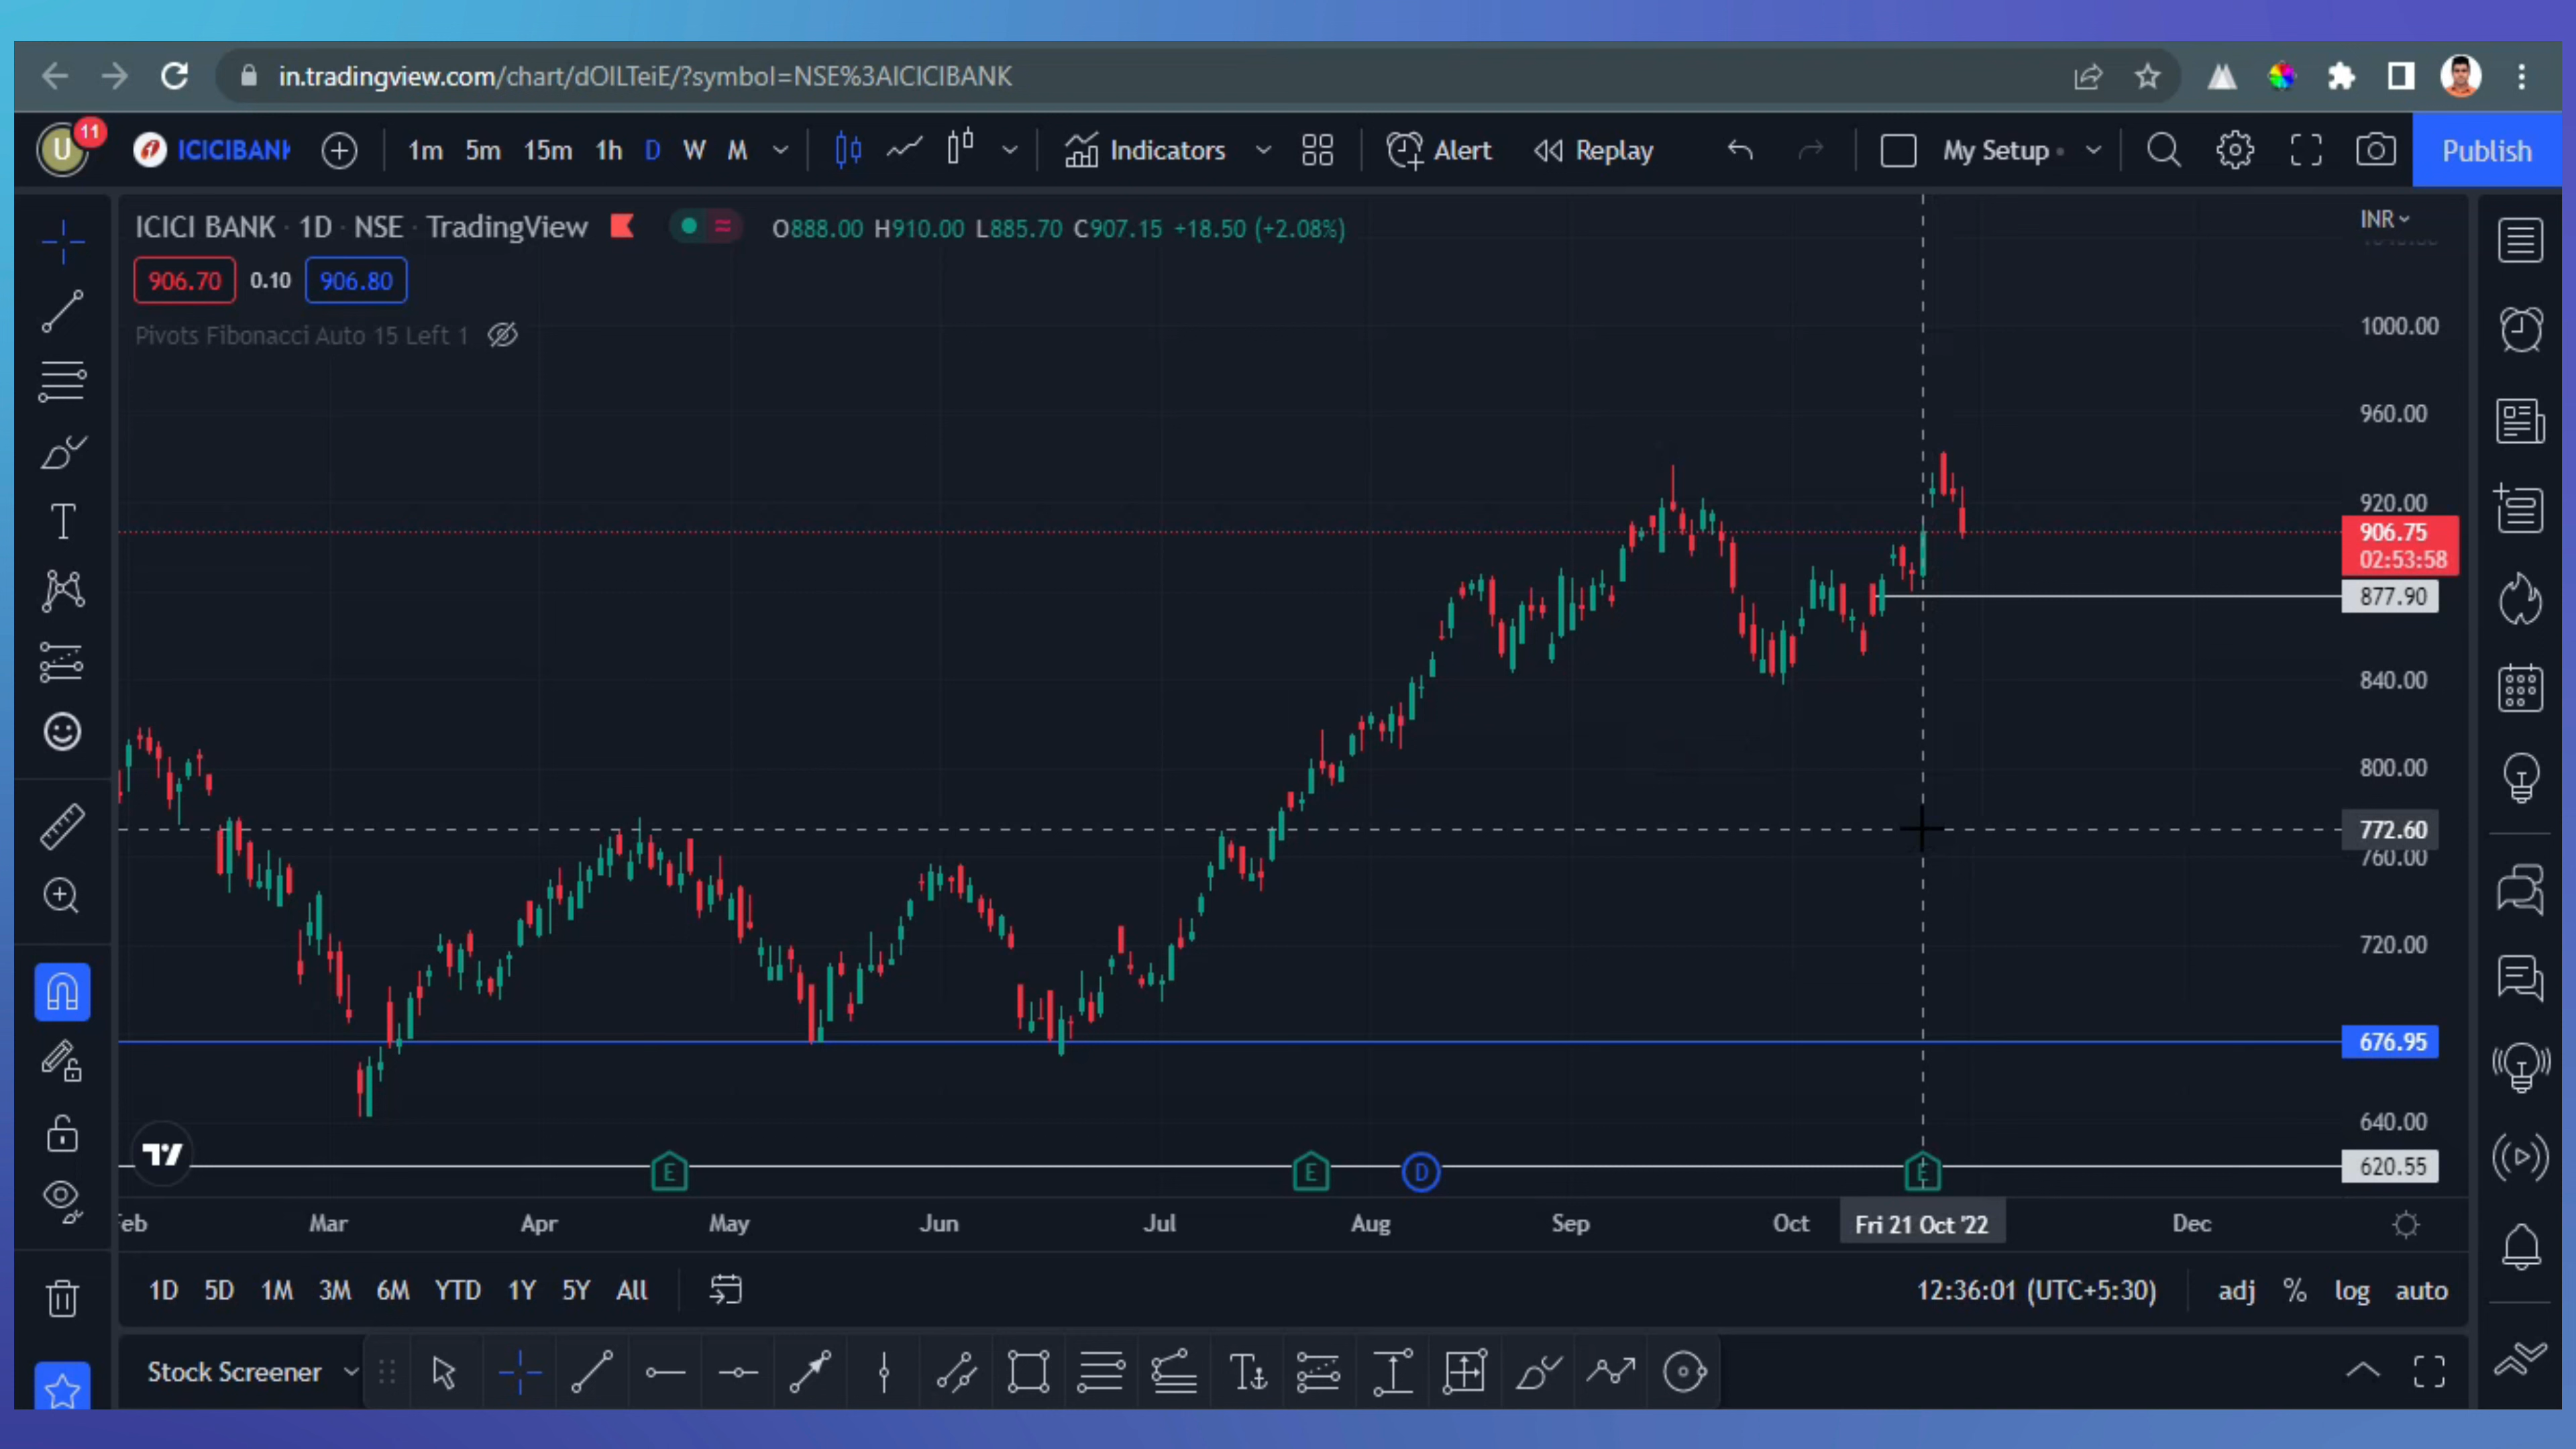 in.tradingview.com/chart/dOILTeiE/?symbol=NSE%3AICICIBANK
U 11 ICICIBANK 1m 5m 15m 1h D W M Indicators Alert Replay My Setup Publish
ICICI BANK · 1D · NSE · TradingView O888.00 H910.00 L885.70 C907.15 +18.50 (+2.08%) INR
906.70 0.10 906.80
Pivots Fibonacci Auto 15 Left 1
1000.00
960.00
920.00
906.75
02:53:58
877.90
840.00
800.00
772.60
760.00
720.00
676.95
640.00
E E D E 620.55
Mar Apr May Jun Jul Aug Sep Oct Fri 21 Oct '22 Dec
1D 5D 1M 3M 6M YTD 1Y 5Y All 12:36:01 (UTC+5:30) adj % log auto
Stock Screener